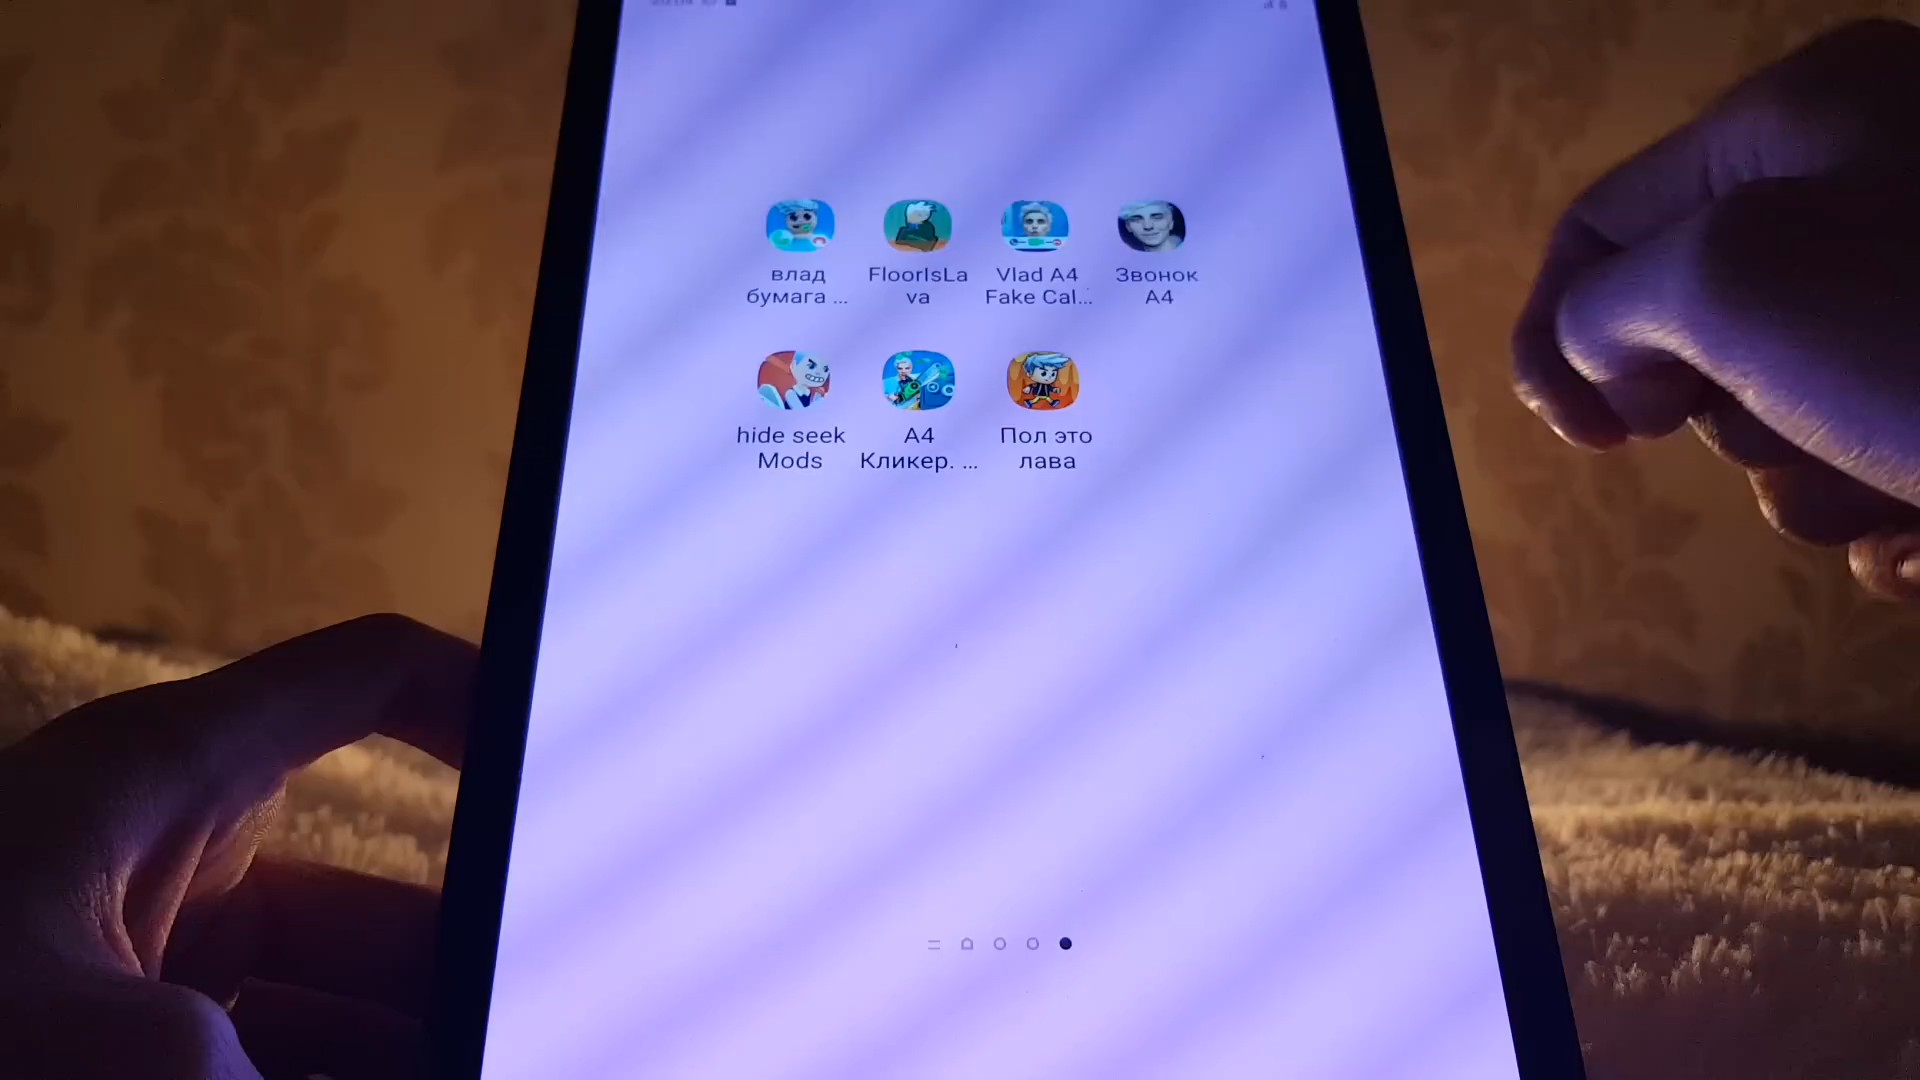 влад
бумага ...
FloorIsLa
va
Vlad A4
Fake Cal...
Звонок
A4
hide seek
Mods
A4
Кликер. ...
Пол это
лава